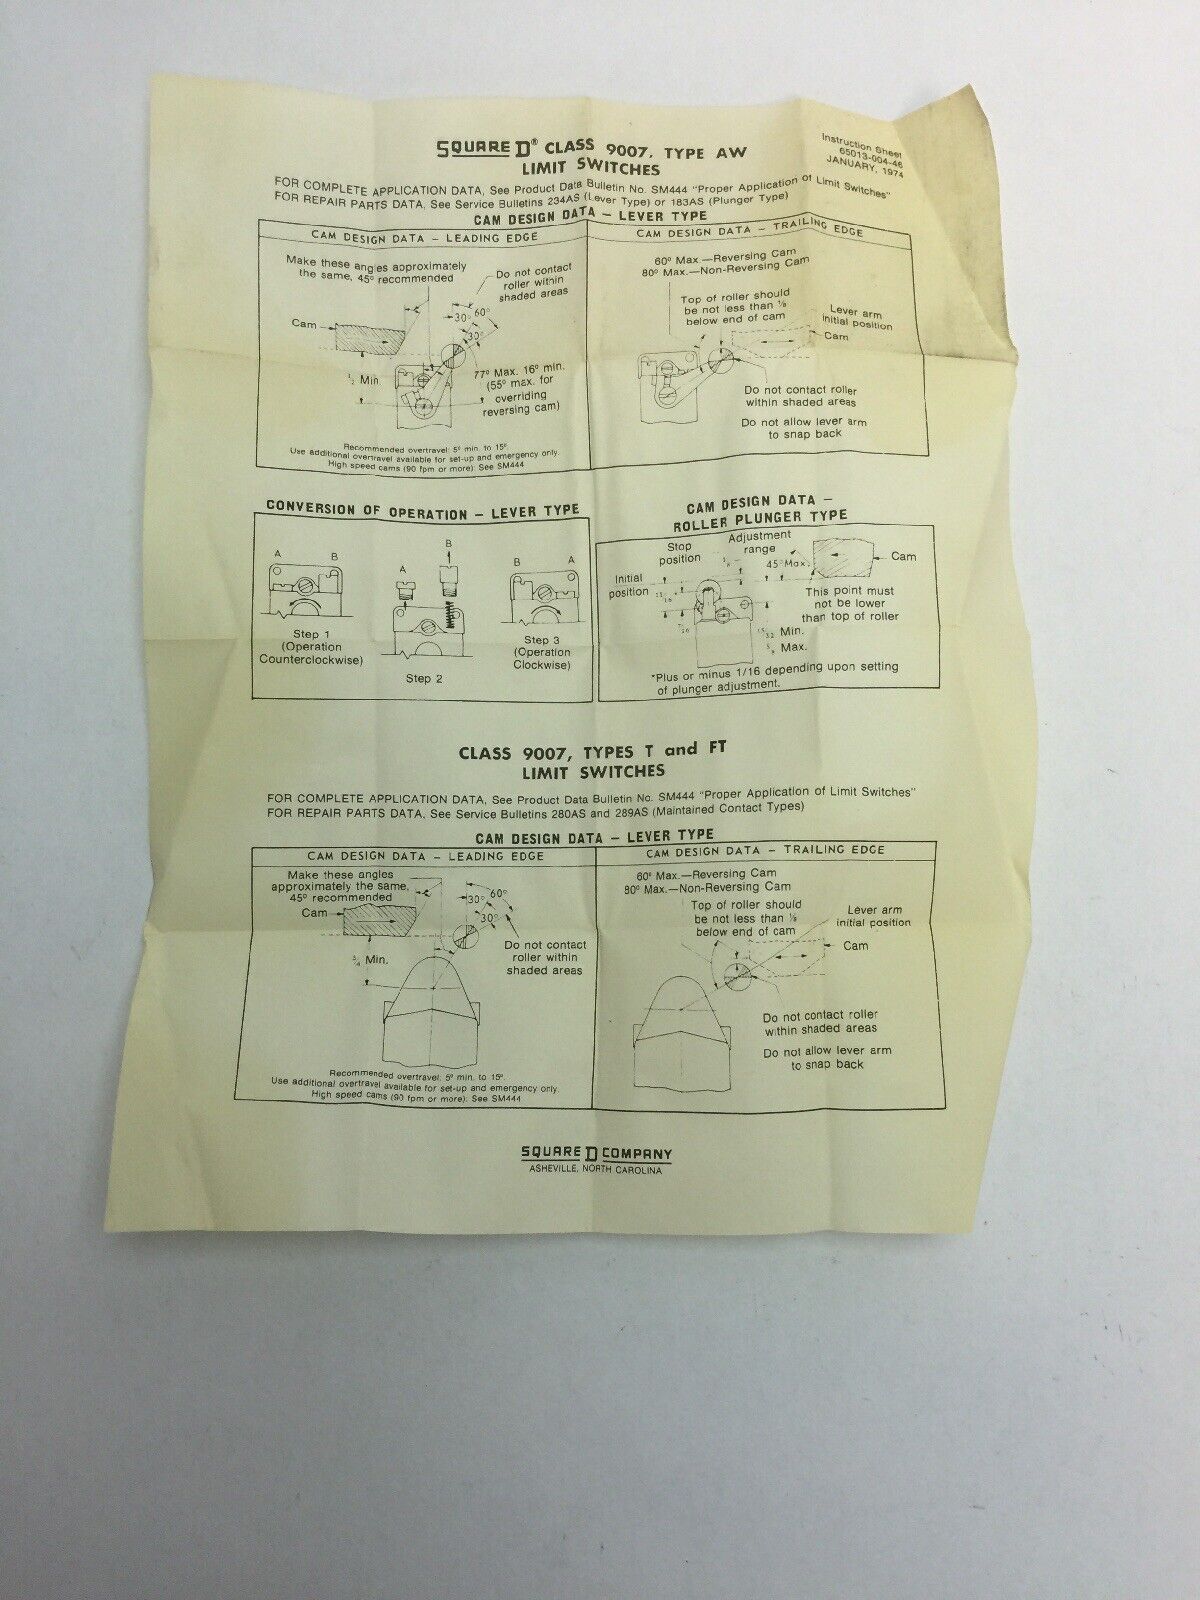 SQUARE D® CLASS 9007, TYPE AW
LIMIT SWITCHES
Instruction Sheet
65013-004-46
JANUARY, 1974
FOR COMPLETE APPLICATION DATA, See Product Data Bulletin No. SM444 "Proper Application of Limit Switches"
FOR REPAIR PARTS DATA, See Service Bulletins 234AS (Lever Type) or 183AS (Plunger Type)
CAM DESIGN DATA - LEVER TYPE
CAM DESIGN DATA - LEADING EDGE
Make these angles approximately
the same, 45° recommended
Do not contact
roller within
shaded areas
30° 60°
Cam
30°
1/2 Min.
77° Max. 16° min.
(55° max. for
overriding
reversing cam)
Recommended overtravel: 5° min. to 15°.
Use additional overtravel available for set-up and emergency only.
High speed cams (90 fpm or more): See SM444
CAM DESIGN DATA - TRAILING EDGE
60° Max.—Reversing Cam
80° Max.—Non-Reversing Cam
Top of roller should
be not less than 1/8
below end of cam
Lever arm
initial position
Cam
Do not contact roller
within shaded areas
Do not allow lever arm
to snap back
CONVERSION OF OPERATION - LEVER TYPE
A B
Step 1
(Operation
Counterclockwise)
B
A
Step 2
B A
Step 3
(Operation
Clockwise)
CAM DESIGN DATA -
ROLLER PLUNGER TYPE
Stop
position
Adjustment
range
45° Max.
Cam
Initial
position
This point must
not be lower
than top of roller
15/32 Min.
Max.
*Plus or minus 1/16 depending upon setting
of plunger adjustment.
CLASS 9007, TYPES T and FT
LIMIT SWITCHES
FOR COMPLETE APPLICATION DATA, See Product Data Bulletin No. SM444 "Proper Application of Limit Switches"
FOR REPAIR PARTS DATA, See Service Bulletins 280AS and 289AS (Maintained Contact Types)
CAM DESIGN DATA - LEVER TYPE
CAM DESIGN DATA - LEADING EDGE
Make these angles
approximately the same,
45° recommended
Cam
30° 60°
30°
3/4 Min.
Do not contact
roller within
shaded areas
Recommended overtravel: 5° min. to 15°.
Use additional overtravel available for set-up and emergency only.
High speed cams (90 fpm or more): See SM444
CAM DESIGN DATA - TRAILING EDGE
60° Max.—Reversing Cam
80° Max.—Non-Reversing Cam
Top of roller should
be not less than 1/8
below end of cam
Lever arm
initial position
Cam
Do not contact roller
within shaded areas
Do not allow lever arm
to snap back
SQUARE D COMPANY
ASHEVILLE, NORTH CAROLINA